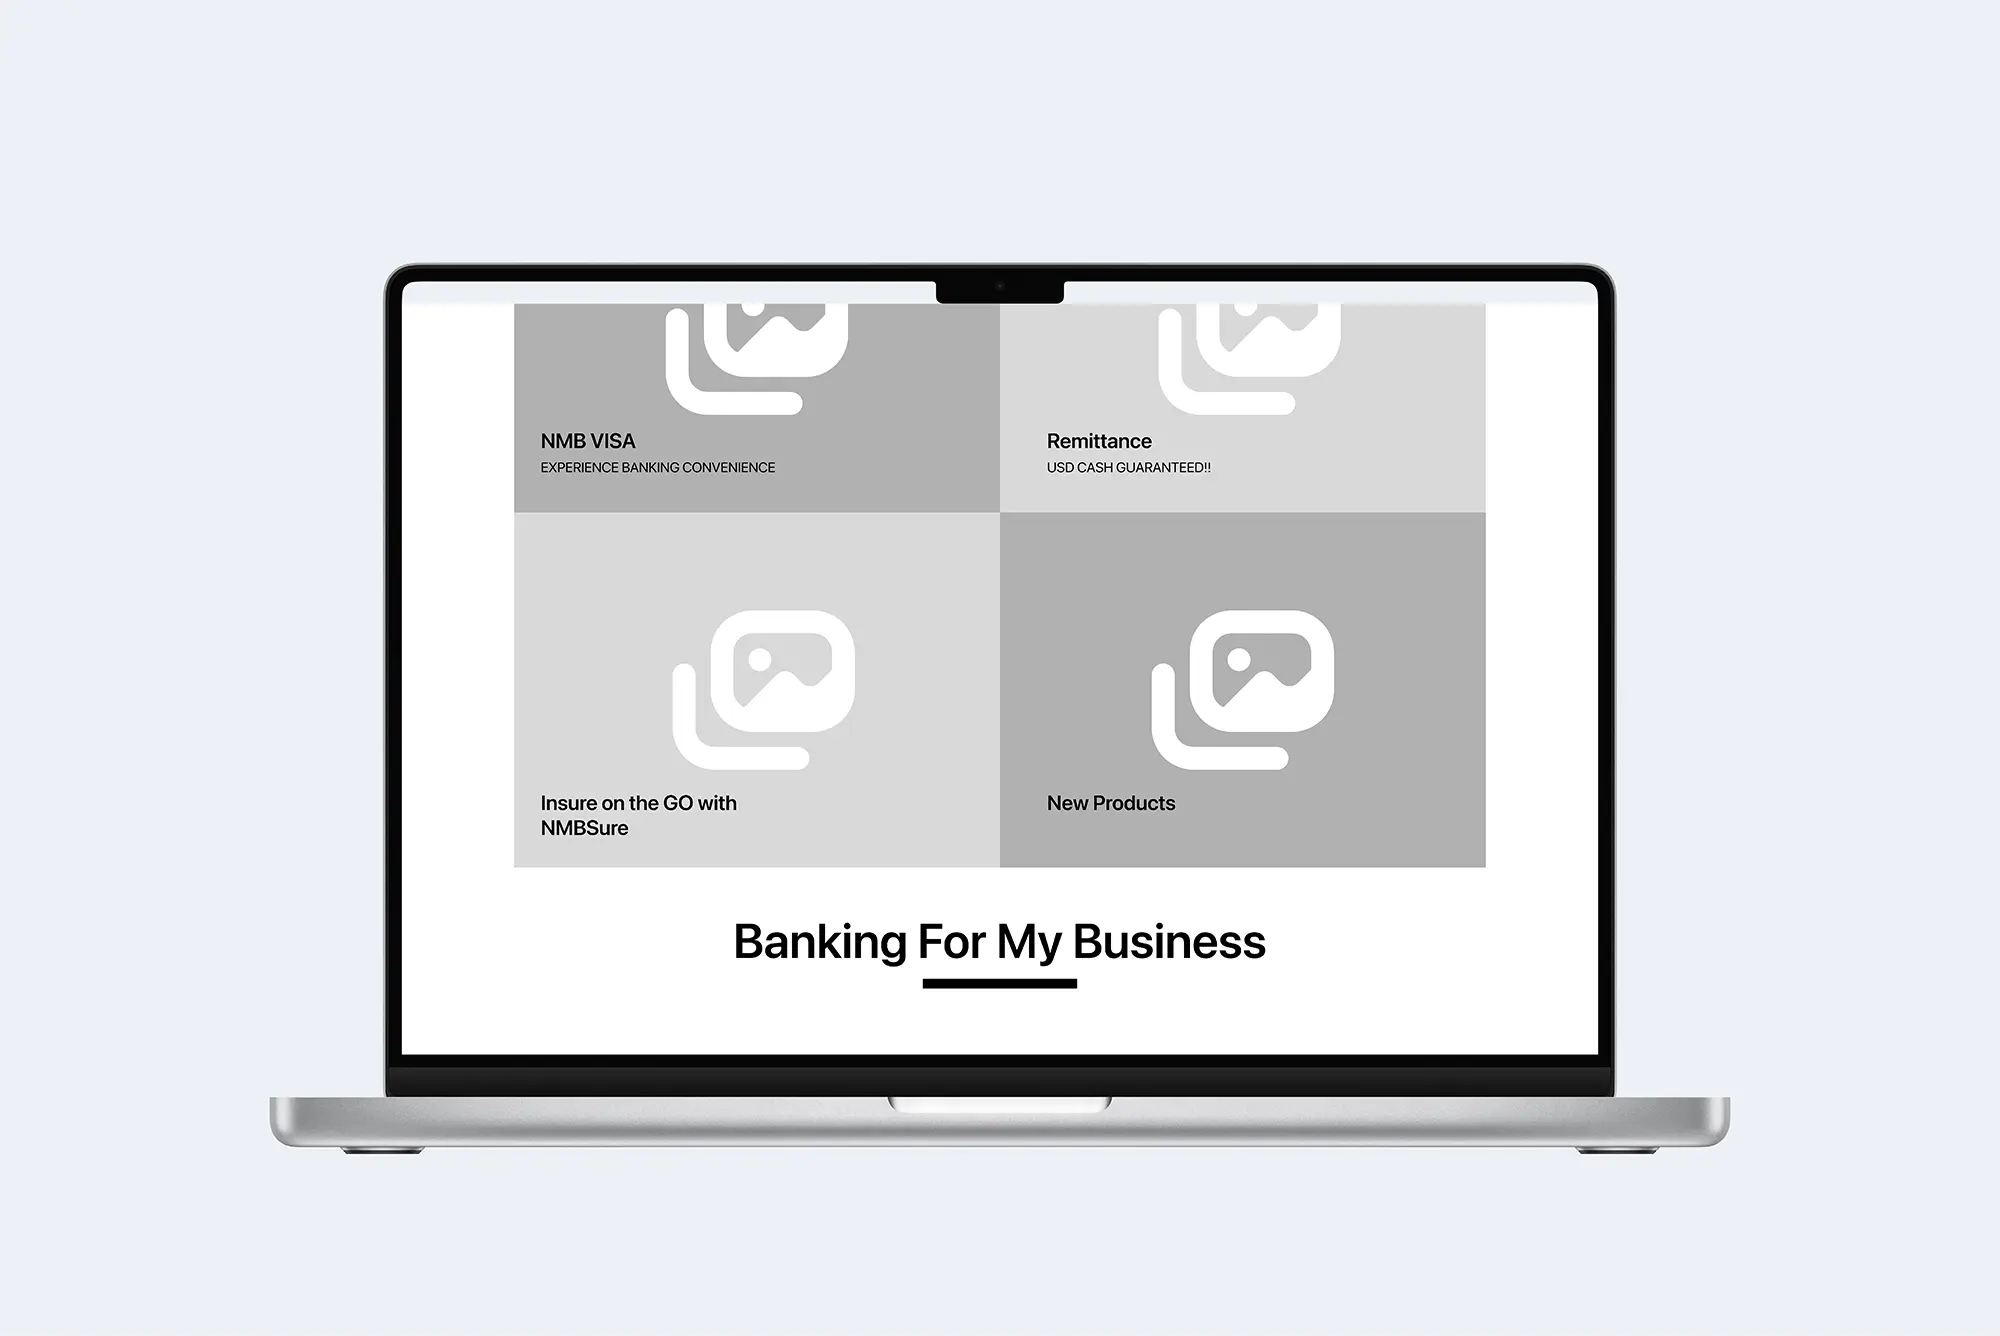 NMB VISA
EXPERIENCE BANKING CONVENIENCE
Remittance
USD CASH GUARANTEED!!
Insure on the GO with
NMBSure
New Products
Banking For My Business